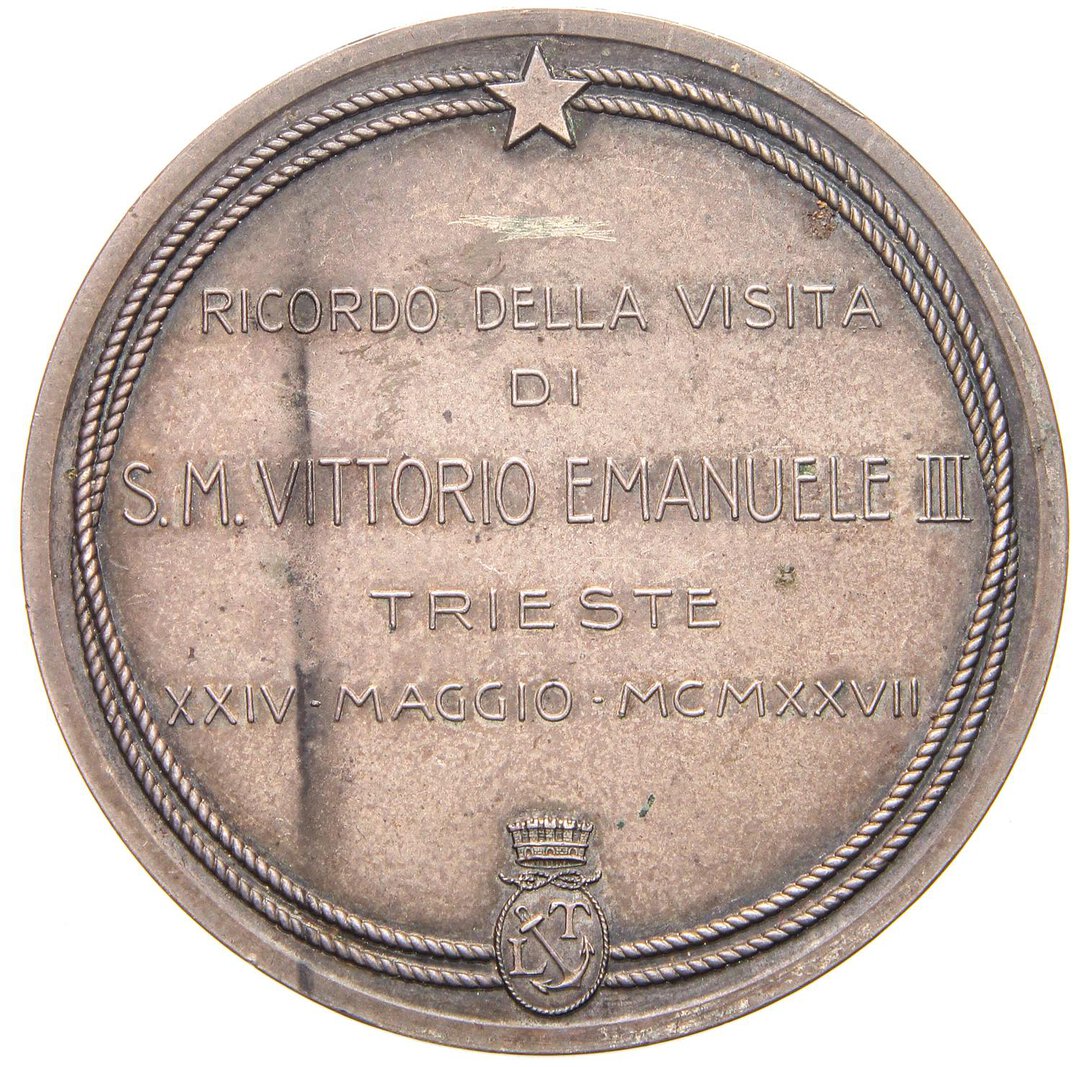 RICORDO DELLA VISITA
DI
S.M. VITTORIO EMANUELE III
TRIESTE
XXIV · MAGGIO · MCMXXVII
L T